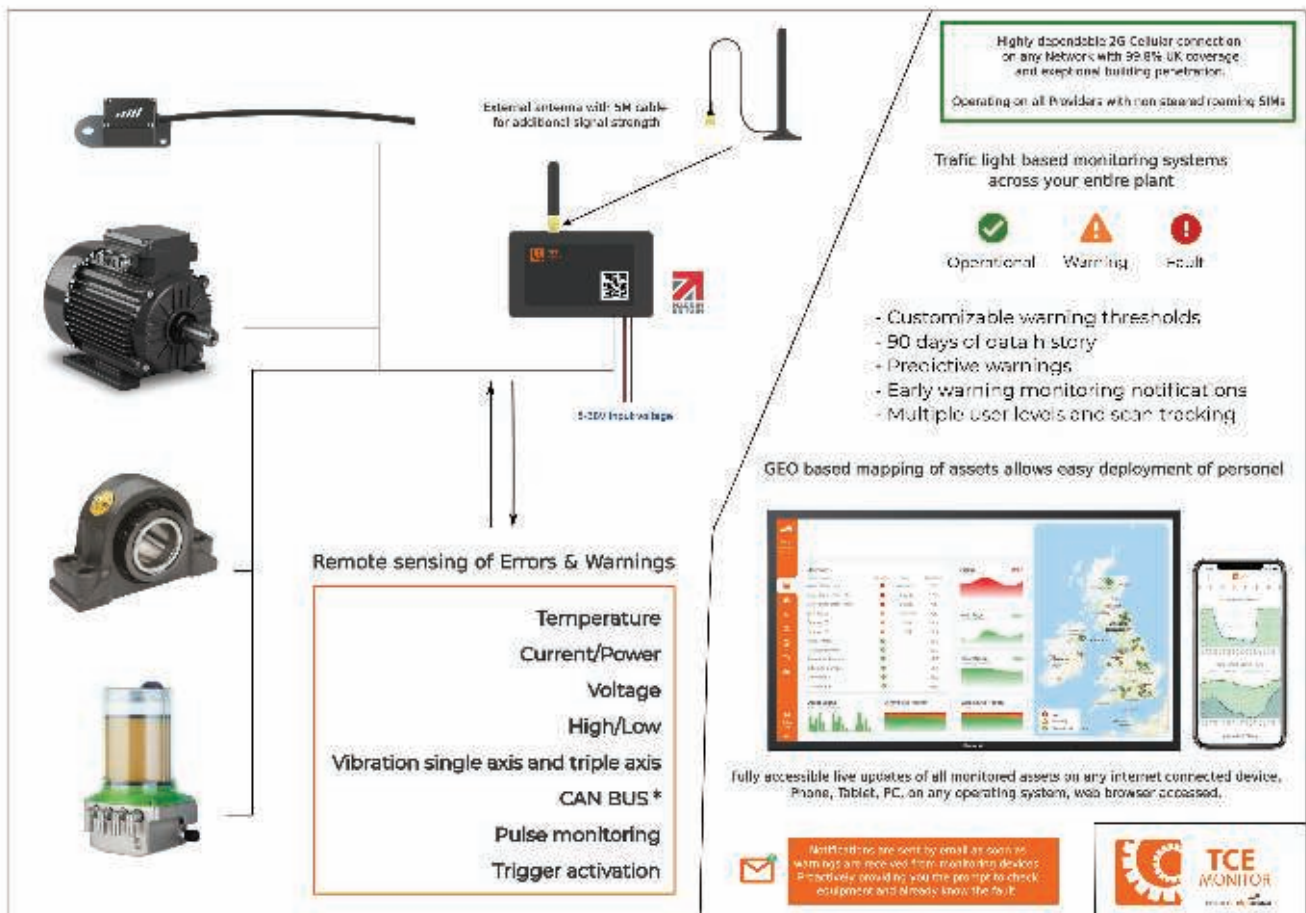 External antenna with 5M cable
for additional signal strength
5-30V input voltage
Remote sensing of Errors & Warnings
Temperature
Current/Power
Voltage
High/Low
Vibration single axis and triple axis
CAN BUS *
Pulse monitoring
Trigger activation
Highly dependable 2G Cellular connection
on any Network with 99.8% UK coverage
and exeptional building penetration.
Operating on all Providers with non steered roaming SIMs
Trafic light based monitoring systems
across your entire plant
Operational
Warning
Fault
- Customizable warning thresholds
- 90 days of data history
- Predictive warnings
- Early warning monitoring notifications
- Multiple user levels and scan tracking
GEO based mapping of assets allows easy deployment of personel
Fully accessible live updates of all monitored assets on any internet connected device,
Phone, Tablet, PC, on any operating system, web browser accessed.
Notifications are sent by email as soon as
warnings are received from monitoring devices
Proactively providing you the prompt to check
equipment and already know the fault
TCE
MONITOR